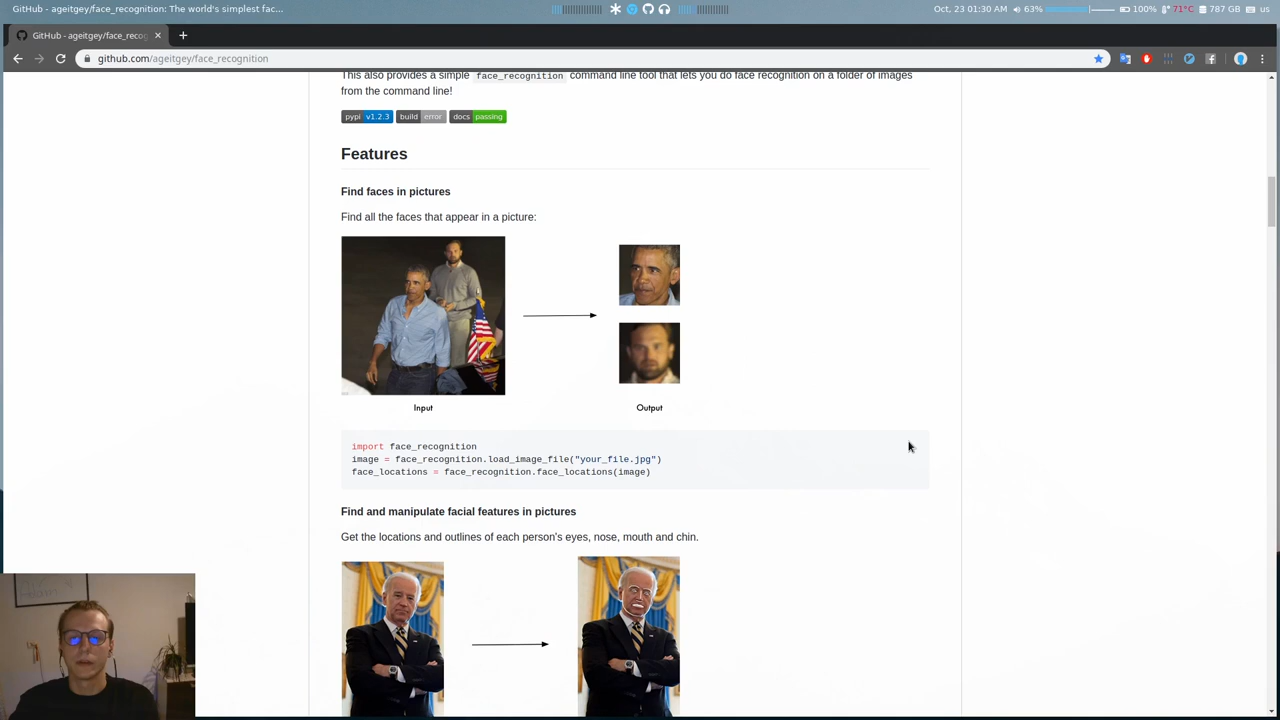 GitHub - ageitgey/face_recognition: The world's simplest fac...
Oct, 23 01:30 AM 63% 100% 71°C 787 GB us
GitHub - ageitgey/face_recog
github.com/ageitgey/face_recognition
This also provides a simple face_recognition command line tool that lets you do face recognition on a folder of images
from the command line!
pypi v1.2.3 build error docs passing
Features
Find faces in pictures
Find all the faces that appear in a picture:
Input Output
import face_recognition
image = face_recognition.load_image_file("your_file.jpg")
face_locations = face_recognition.face_locations(image)
Find and manipulate facial features in pictures
Get the locations and outlines of each person's eyes, nose, mouth and chin.